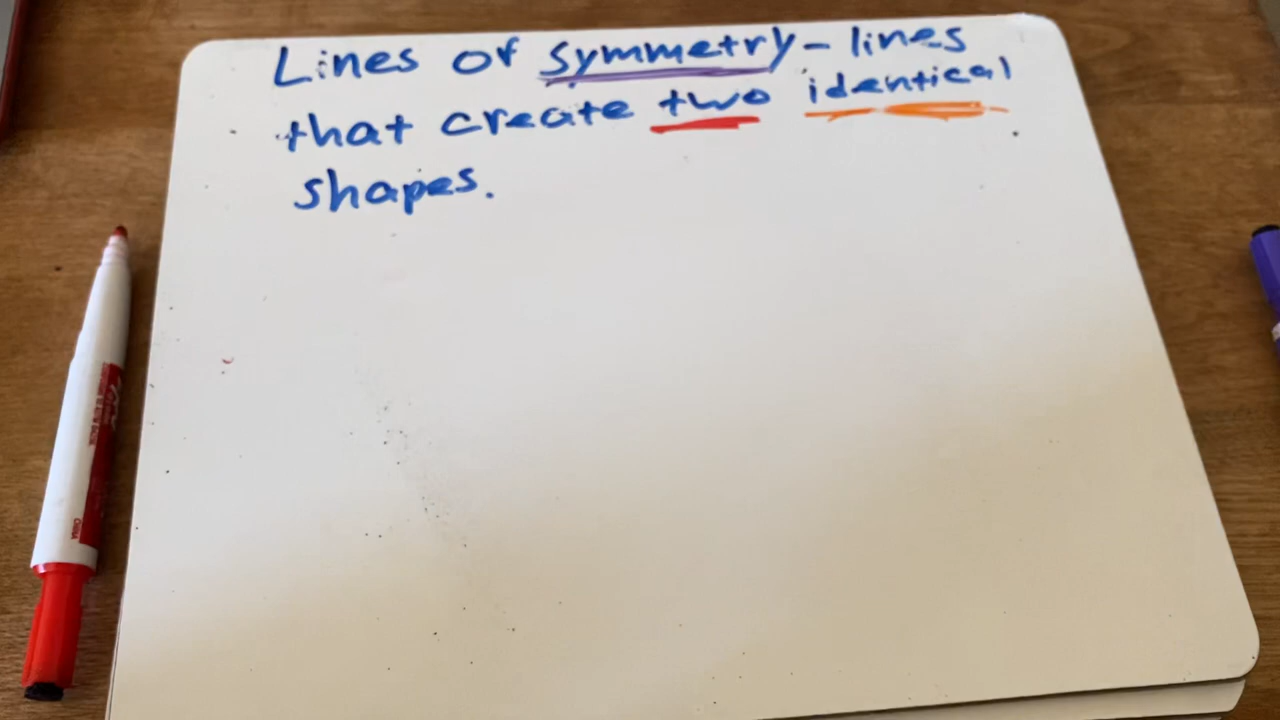 Lines of symmetry - lines
that create two identical
shapes.